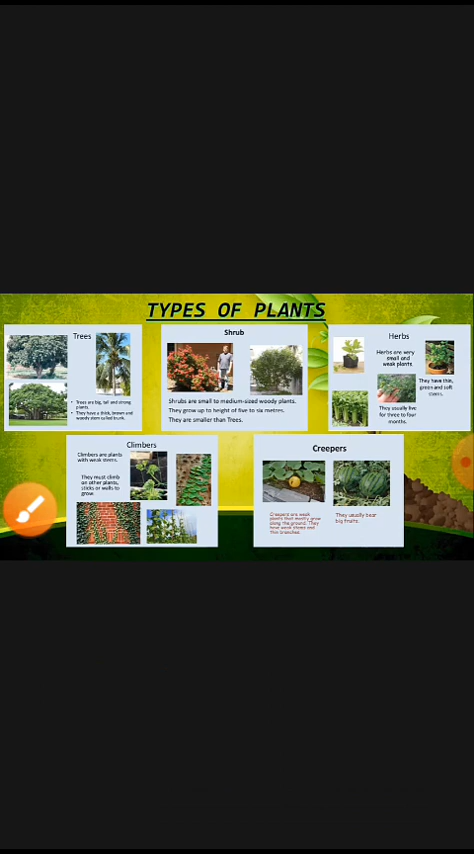 TYPES OF PLANTS
Trees
• Trees are big, tall and strong
plants.
• They have a thick, brown and
woody stem called trunk.
Shrub
Shrubs are small to medium-sized woody plants.
They grow up to height of five to six metres.
They are smaller than Trees.
Herbs
Herbs are very
small and
weak plants
They have thin,
green and soft
stems.
They usually live
for three to four
months.
Climbers
Climbers are plants
with weak stems.
They must climb
on other plants,
sticks or walls to
grow.
Creepers
Creepers are weak
plants that mostly grow
along the ground. They
have weak stems and
thin branches.
They usually bear
big fruits.